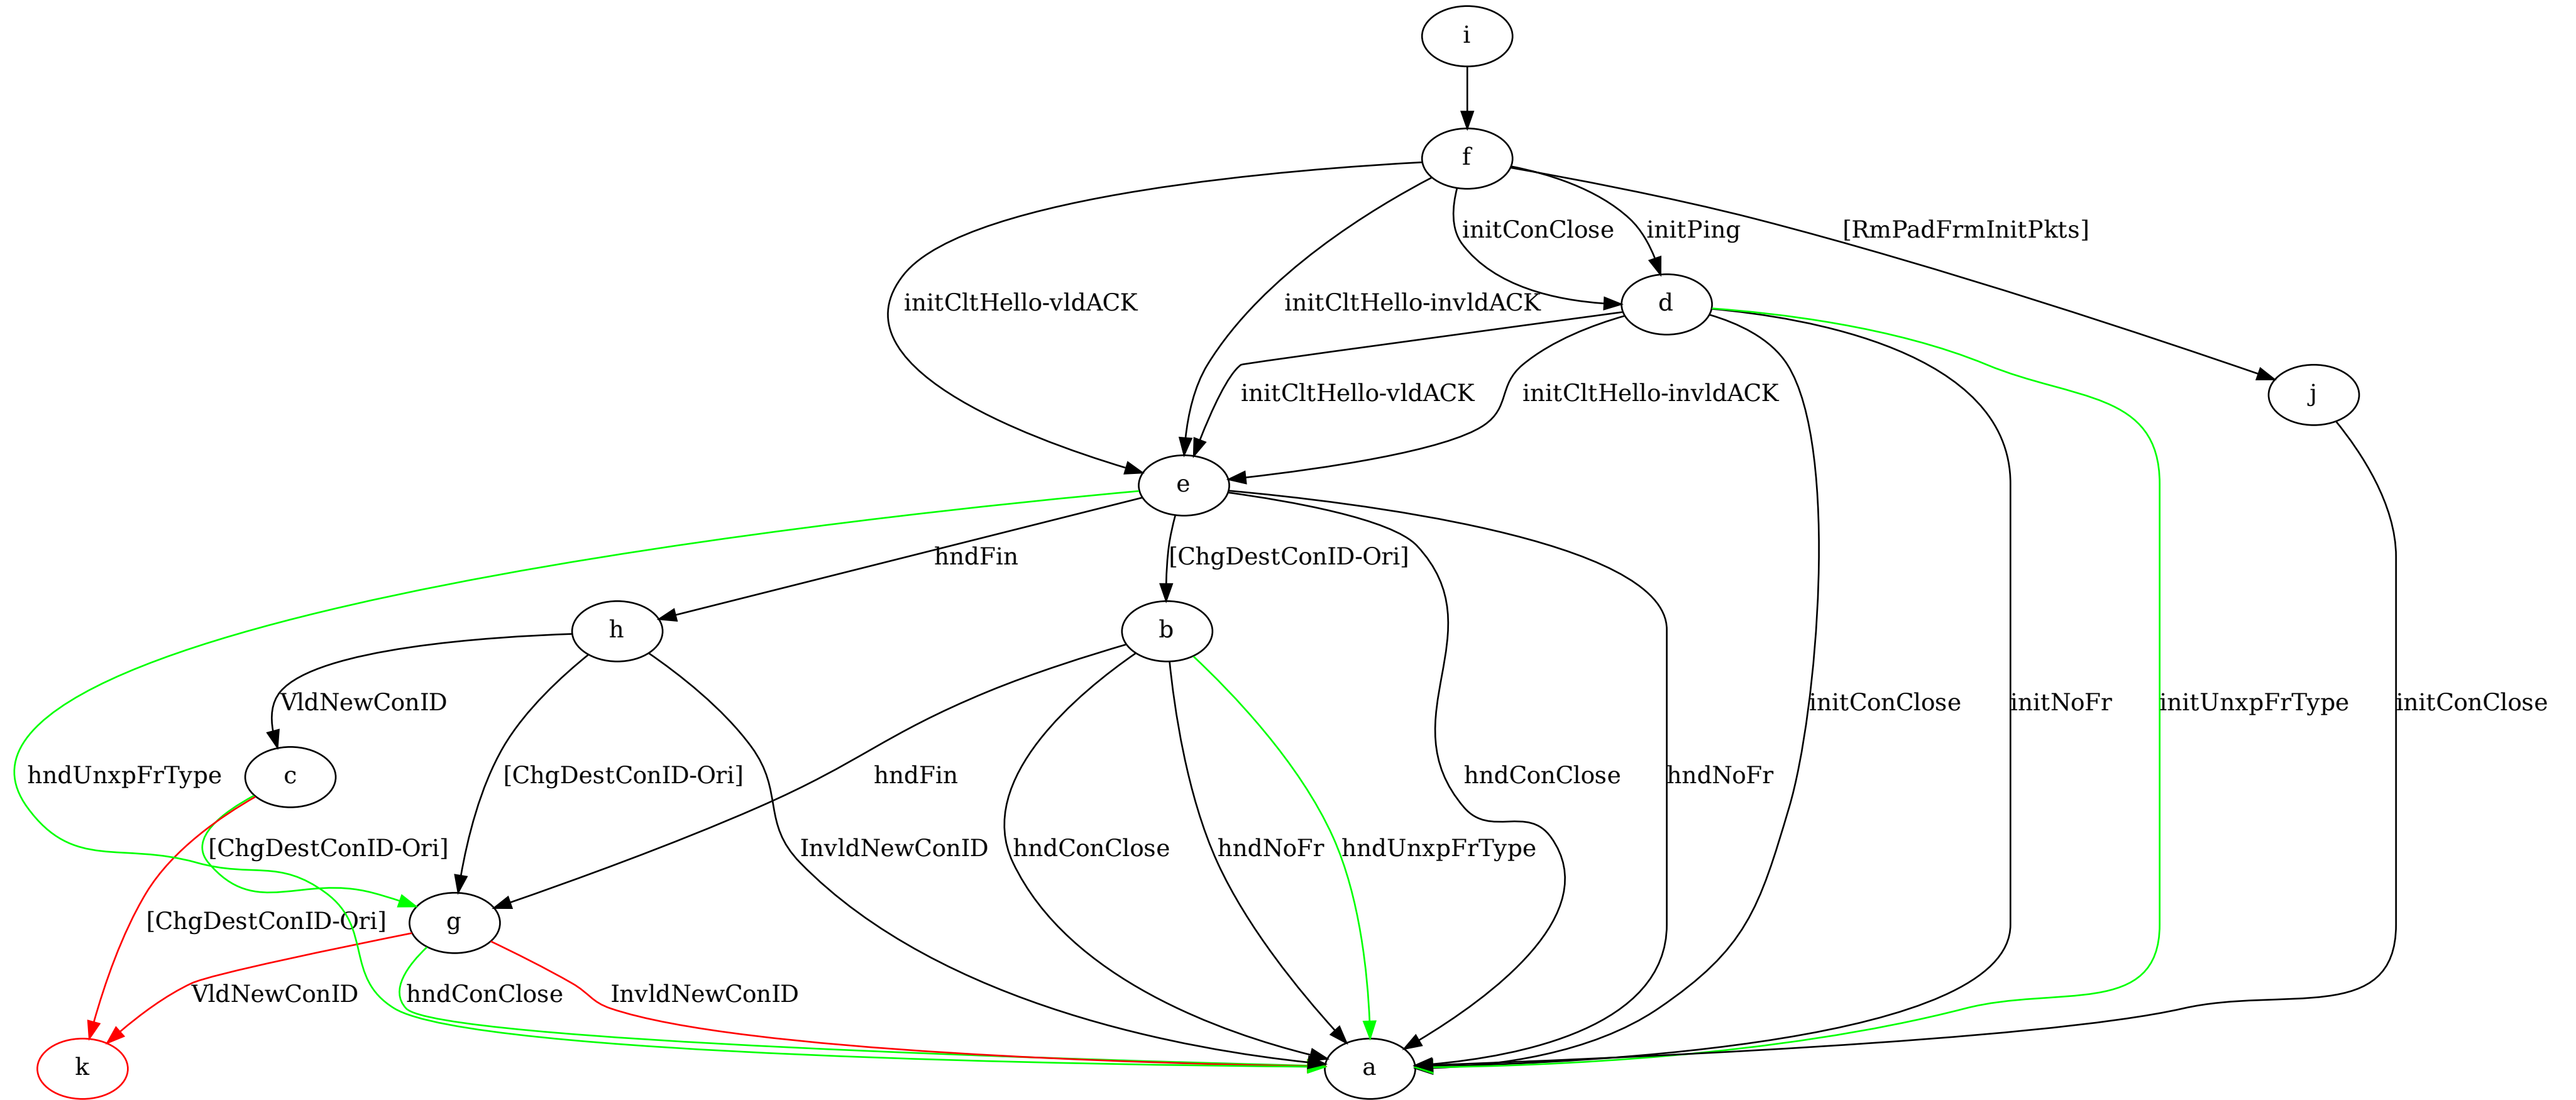 i
f
initConClose
initPing
[RmPadFrmInitPkts]
initCltHello-vldACK
initCltHello-invldACK
d
j
initCltHello-vldACK
initCltHello-invldACK
e
hndFin
[ChgDestConID-Ori]
h
b
VldNewConID
initConClose
initNoFr
initUnxpFrType
initConClose
hndUnxpFrType
c
[ChgDestConID-Ori]
hndFin
hndConClose
hndNoFr
[ChgDestConID-Ori]
InvldNewConID
hndConClose
hndNoFr
hndUnxpFrType
[ChgDestConID-Ori]
g
VldNewConID
hndConClose
InvldNewConID
k
a